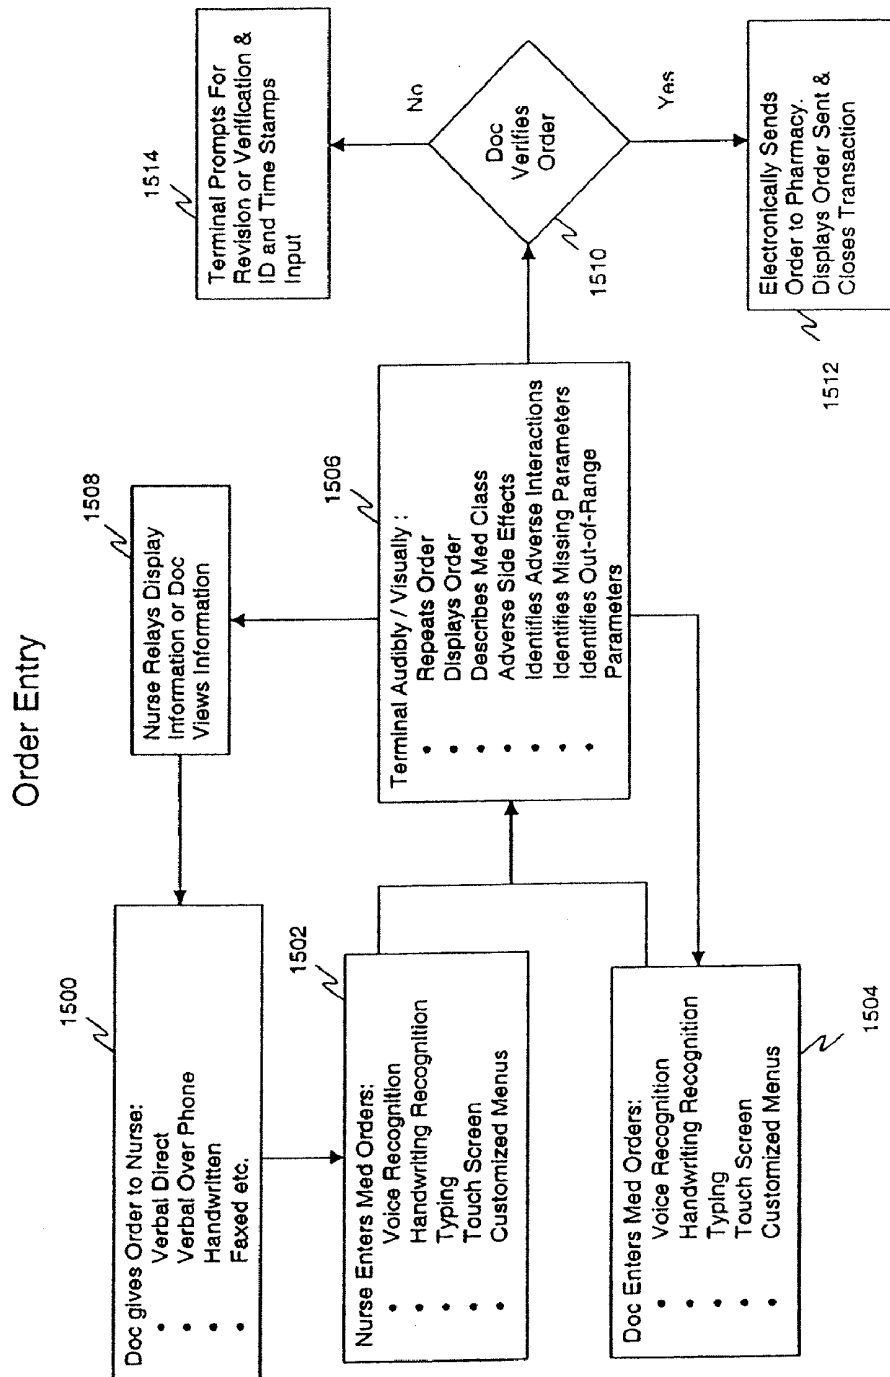 Order Entry
1500
Doc gives Order to Nurse:
• Verbal Direct
• Verbal Over Phone
• Handwritten
• Faxed etc.
1502
Nurse Enters Med Orders:
• Voice Recognition
• Handwriting Recognition
• Typing
• Touch Screen
• Customized Menus
Doc Enters Med Orders:
• Voice Recognition
• Handwriting Recognition
• Typing
• Touch Screen
• Customized Menus
1504
1508
Nurse Relays Display
Information or Doc
Views Information
1506
Terminal Audibly / Visually :
• Repeats Order
• Displays Order
• Describes Med Class
• Adverse Side Effects
• Identifies Adverse Interactions
• Identifies Missing Parameters
• Identifies Out-of-Range
Parameters
1514
Terminal Prompts For
Revision or Verification &
ID and Time Stamps
Input
No
Doc
Verifies
Order
1510
Yes
Electronically Sends
Order to Pharmacy.
Displays Order Sent &
Closes Transaction
1512